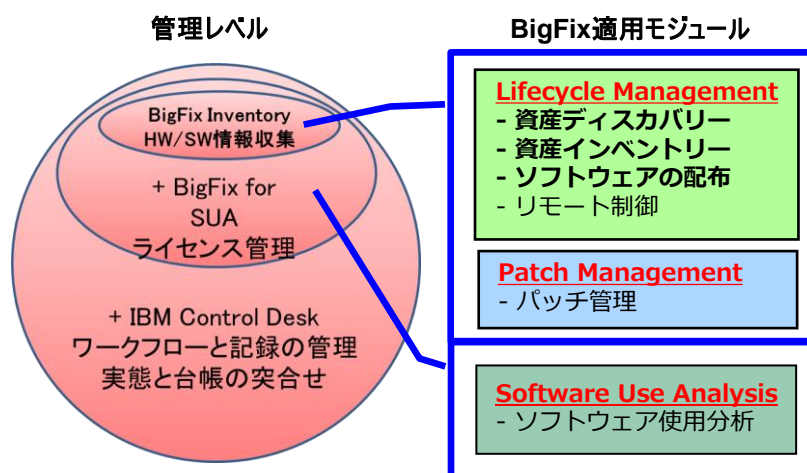 管理レベル
BigFix Inventory
HW/SW情報収集
+ BigFix for
SUA
ライセンス管理
+ IBM Control Desk
ワークフローと記録の管理
実態と台帳の突合せ
BigFix適用モジュール
Lifecycle Management
- 資産ディスカバリー
- 資産インベントリー
- ソフトウェアの配布
- リモート制御
Patch Management
- パッチ管理
Software Use Analysis
- ソフトウェア使用分析